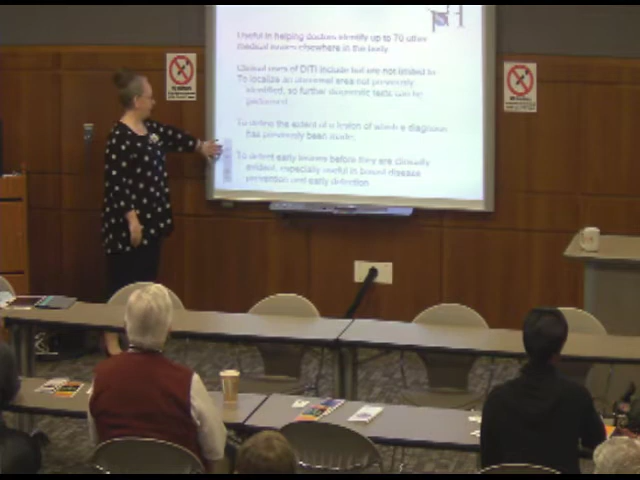 Useful in helping doctors identify up to 70 other
medical issues elsewhere in the body.
Clinical uses of DITI include but are not limited to:
To localize an abnormal area not previously
identified, so further diagnostic tests can be
performed
To define the extent of a lesion of which a diagnosis
has previously been made.
To detect early lesions before they are clinically
evident, especially useful in breast disease
prevention and early detection